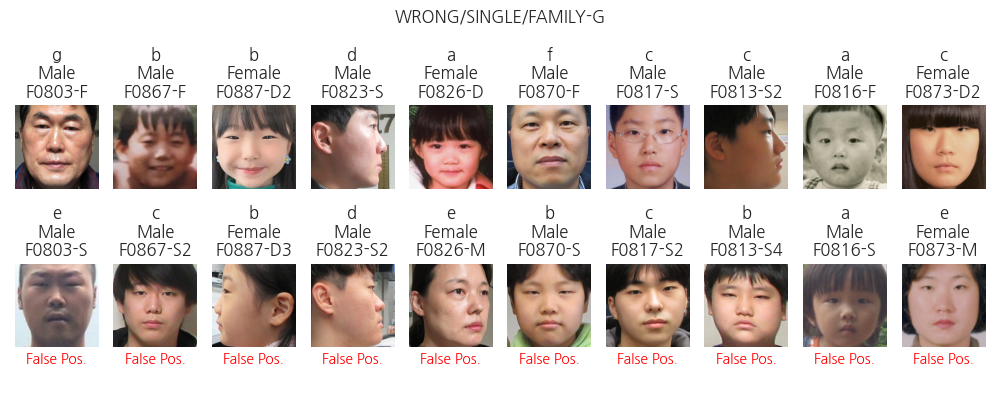 WRONG/SINGLE/FAMILY-G
g b b d a f c c a c
Male Male Female Male Female Male Male Male Male Female
F0803-F F0867-F F0887-D2 F0823-S F0826-D F0870-F F0817-S F0813-S2 F0816-F F0873-D2
7
e c b d e b c b a e
Male Male Female Male Female Male Male Male Male Female
F0803-S F0867-S2 F0887-D3 F0823-S2 F0826-M F0870-S F0817-S2 F0813-S4 F0816-S F0873-M
False Pos. False Pos. False Pos. False Pos. False Pos. False Pos. False Pos. False Pos. False Pos. False Pos.